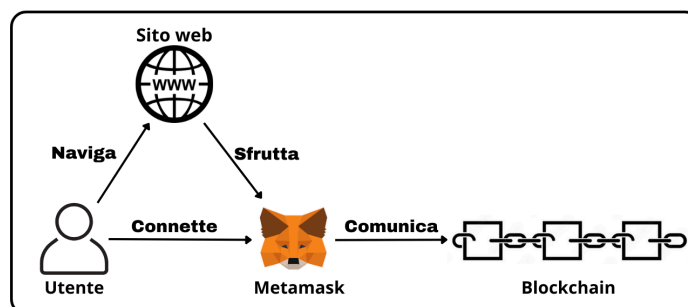 Sito web
WWW
Naviga
Sfrutta
Connette
Comunica
Utente
Metamask
Blockchain